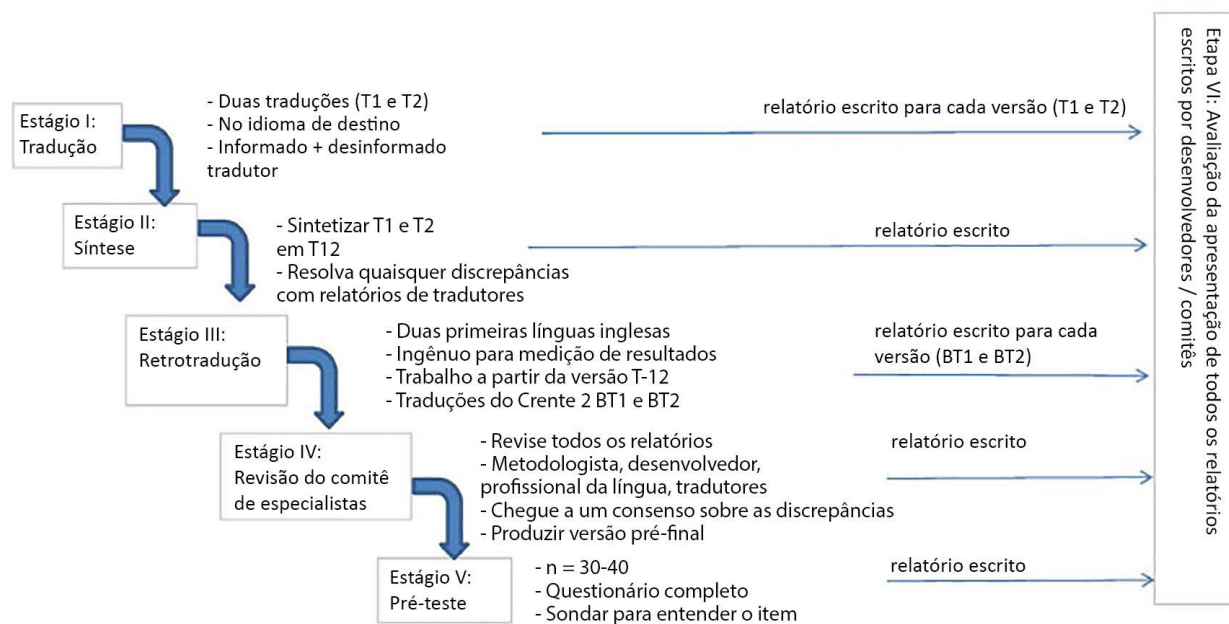 Estágio I:
Tradução
- Duas traduções (T1 e T2)
- No idioma de destino
- Informado + desinformado
tradutor
relatório escrito para cada versão (T1 e T2)
Estágio II:
Síntese
- Sintetizar T1 e T2
em T12
- Resolva quaisquer discrepâncias
com relatórios de tradutores
relatório escrito
Estágio III:
Retrotradução
- Duas primeiras línguas inglesas
- Ingênuo para medição de resultados
- Trabalho a partir da versão T-12
- Traduções do Crente 2 BT1 e BT2
relatório escrito para cada
versão (BT1 e BT2)
Estágio IV:
Revisão do comitê
de especialistas
- Revise todos os relatórios
- Metodologista, desenvolvedor,
profissional da língua, tradutores
- Chegue a um consenso sobre as discrepâncias
- Produzir versão pré-final
relatório escrito
Estágio V:
Pré-teste
- n = 30-40
- Questionário completo
- Sondar para entender o item
relatório escrito
Etapa VI: Avaliação da apresentação de todos os relatórios
escritos por desenvolvedores / comitês